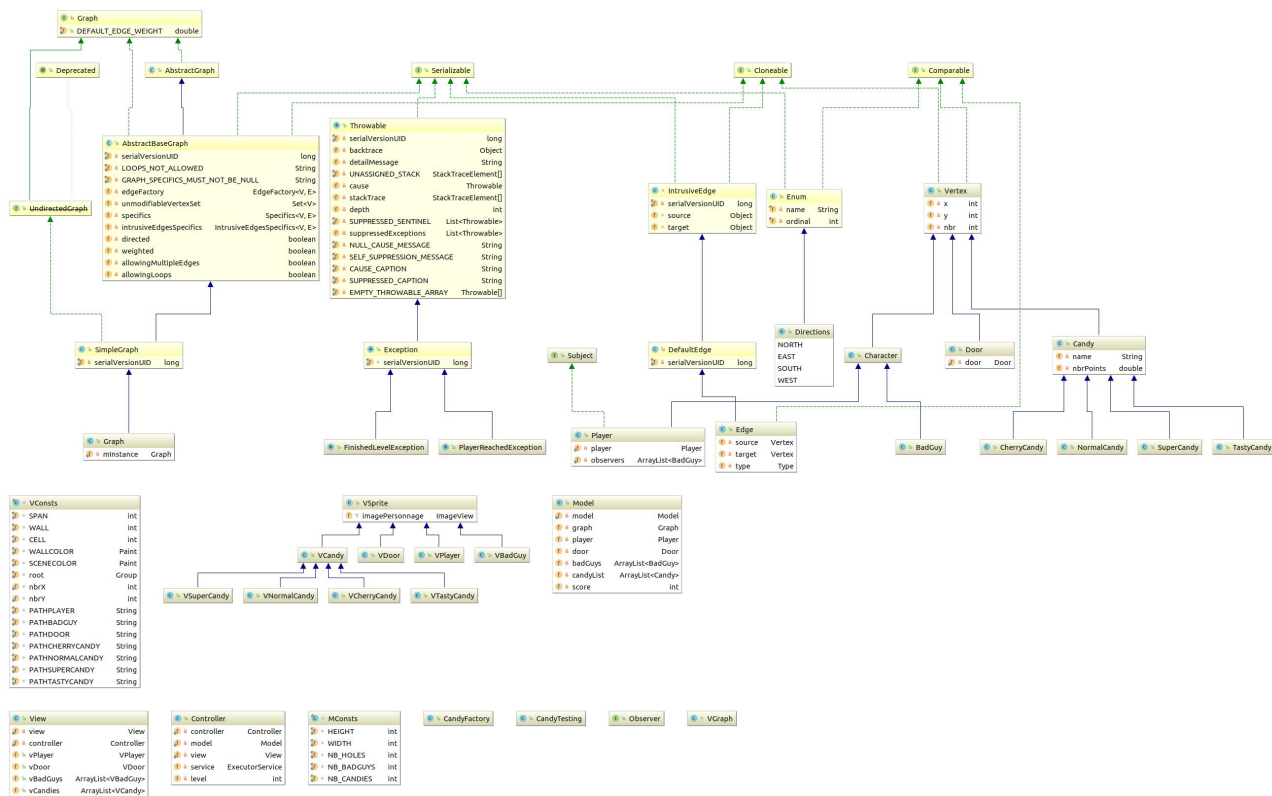 Graph
DEFAULT_EDGE_WEIGHT double
Deprecated
AbstractGraph
Serializable
Cloneable
Comparable
AbstractBaseGraph
serialVersionUID long
LOOPS_NOT_ALLOWED String
GRAPH_SPECIFICS_MUST_NOT_BE_NULL String
edgeFactory EdgeFactory<V, E>
unmodifiableVertexSet Set<V>
specifics Specifics<V, E>
intrusiveEdgesSpecifics IntrusiveEdgesSpecifics<V, E>
directed boolean
weighted boolean
allowingMultipleEdges boolean
allowingLoops boolean
Throwable
serialVersionUID long
backtrace Object
detailMessage String
UNASSIGNED_STACK StackTraceElement[]
cause Throwable
stackTrace StackTraceElement[]
depth int
SUPPRESSED_SENTINEL List<Throwable>
suppressedExceptions List<Throwable>
NULL_CAUSE_MESSAGE String
SELF_SUPPRESSION_MESSAGE String
CAUSE_CAPTION String
SUPPRESSED_CAPTION String
EMPTY_THROWABLE_ARRAY Throwable[]
UndirectedGraph
IntrusiveEdge
serialVersionUID long
source Object
target Object
Enum
name String
ordinal int
Vertex
x int
y int
nbr int
SimpleGraph
serialVersionUID long
Exception
serialVersionUID long
Subject
DefaultEdge
serialVersionUID long
Directions
NORTH
EAST
SOUTH
WEST
Character
Door
door Door
Candy
name String
nbrPoints double
Graph
mInstance Graph
FinishedLevelException
PlayerReachedException
Player
player Player
observers ArrayList<BadGuy>
Edge
source Vertex
target Vertex
type Type
BadGuy
CherryCandy
NormalCandy
SuperCandy
TastyCandy
VConsts
SPAN int
WALL int
CELL int
WALLCOLOR Paint
SCENECOLOR Paint
root Group
nbrX int
nbrY int
PATHPLAYER String
PATHBADGUY String
PATHDOOR String
PATHCHERRYCANDY String
PATHNORMALCANDY String
PATHSUPERCANDY String
PATHTASTYCANDY String
VSprite
imagePersonnage ImageView
VCandy
VDoor
VPlayer
VBadGuy
VSuperCandy
VNormalCandy
VCherryCandy
VTastyCandy
Model
model Model
graph Graph
player Player
door Door
badGuys ArrayList<BadGuy>
candyList ArrayList<Candy>
score int
View
view View
controller Controller
vPlayer VPlayer
vDoor VDoor
vBadGuys ArrayList<VBadGuy>
vCandies ArrayList<VCandy>
Controller
controller Controller
model Model
view View
service ExecutorService
level int
MConsts
HEIGHT int
WIDTH int
NB_HOLES int
NB_BADGUYS int
NB_CANDIES int
CandyFactory
CandyTesting
Observer
VGraph